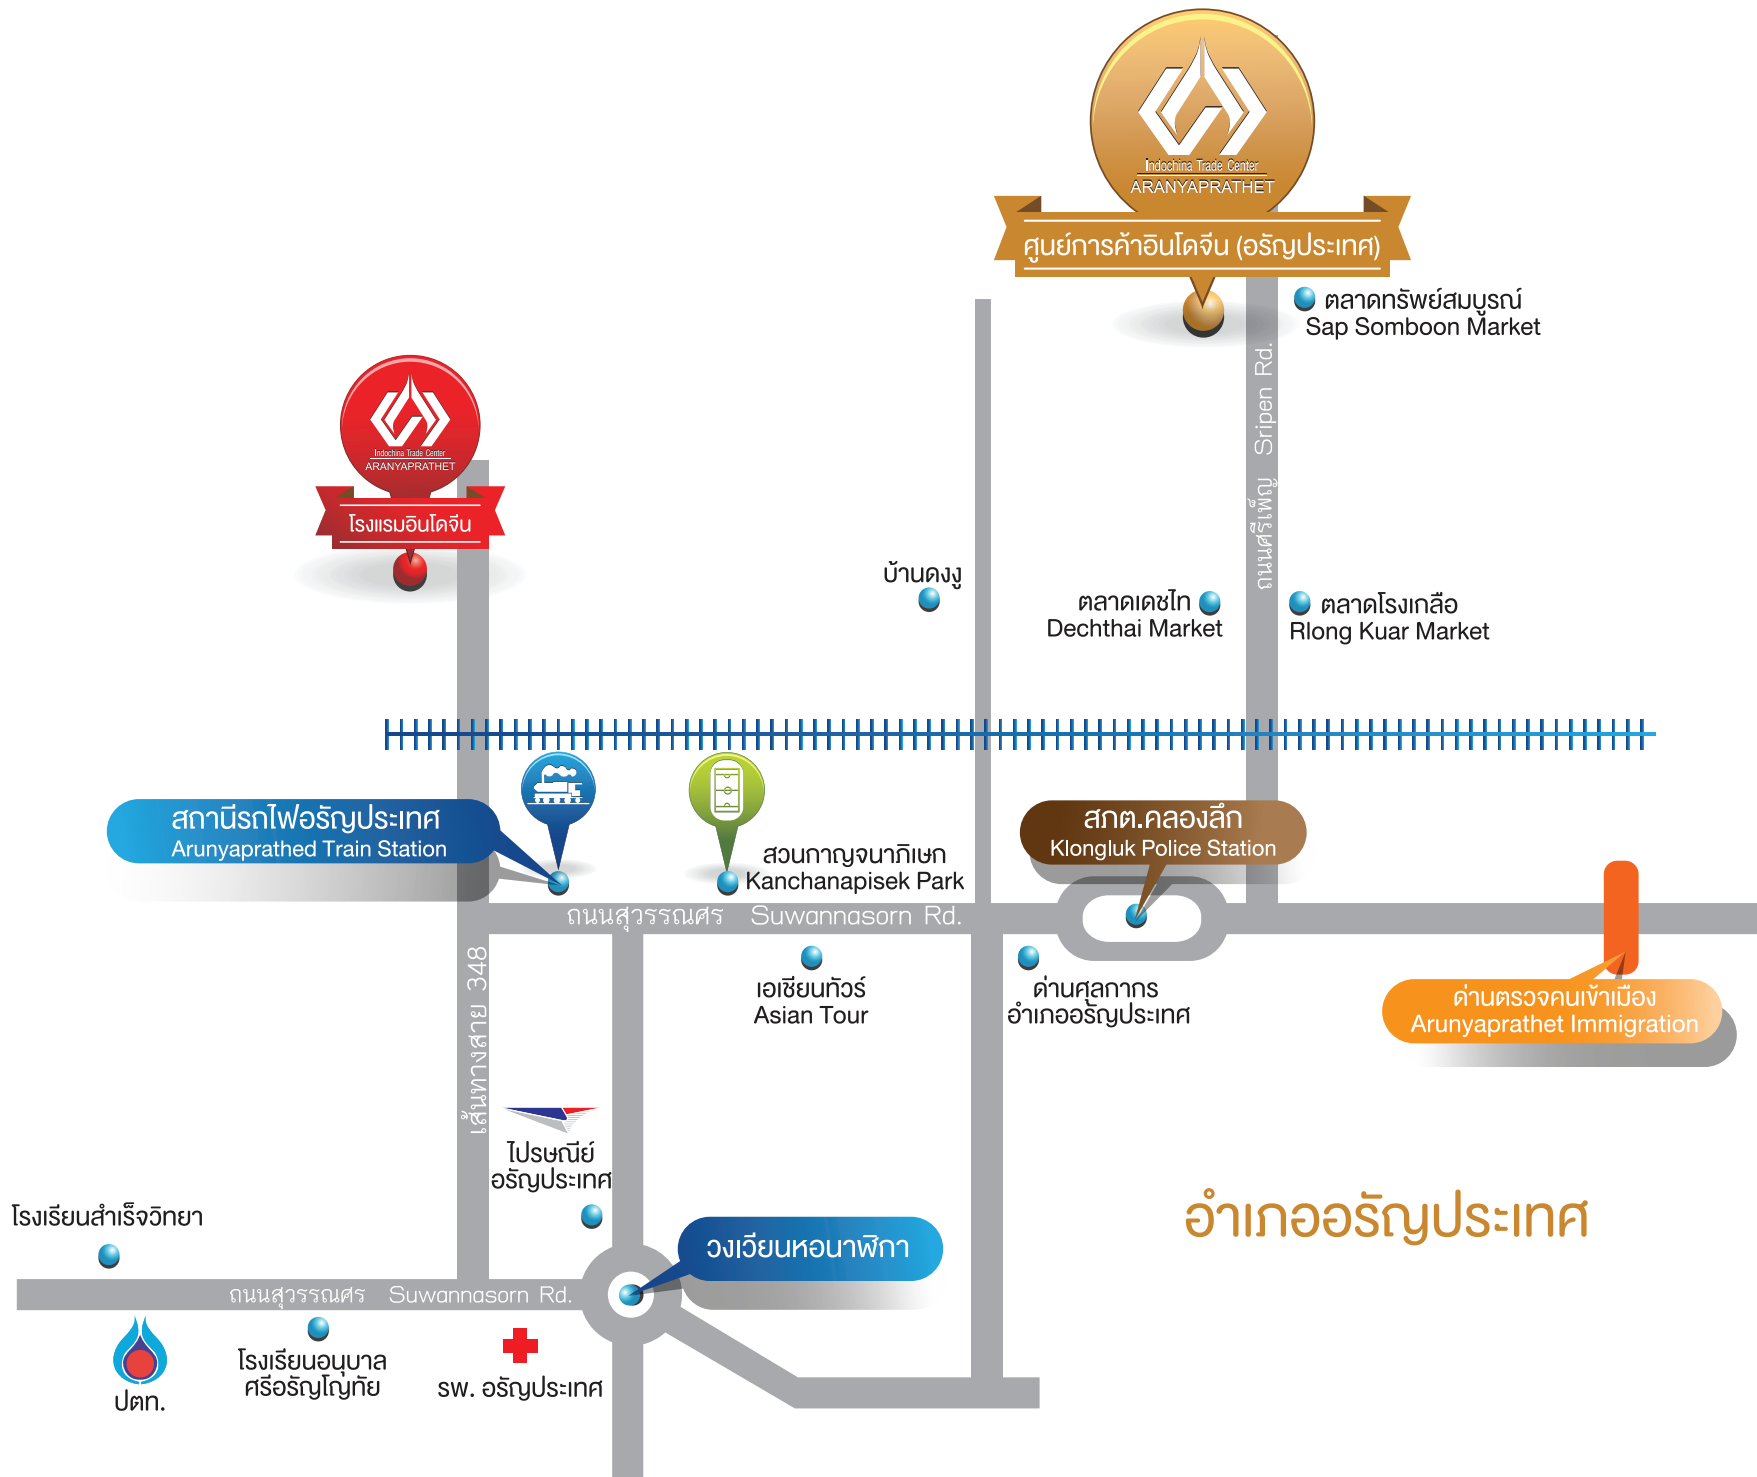 Indochina Trade Center
ARANYAPRATHET
ศูนย์การค้าอินโดจีน (อรัญประเทศ)
ตลาดทรัพย์สมบูรณ์
Sap Somboon Market
ถนนศรีเพ็ญ Sripen Rd.
Indochina Trade Center
ARANYAPRATHET
โรงแรมอินโดจีน
บ้านดงงู
ตลาดเดชไท
Dechthai Market
ตลาดโรงเกลือ
Rlong Kuar Market
สถานีรถไฟอรัญประเทศ
Arunyaprathed Train Station
สวนกาญจนาภิเษก
Kanchanapisek Park
สภต.คลองลึก
Klongluk Police Station
ถนนสุวรรณศร Suwannasorn Rd.
เส้นทางสาย 348
เอเชียนทัวร์
Asian Tour
ด่านศุลกากร
อำเภออรัญประเทศ
ด่านตรวจคนเข้าเมือง
Arunyaprathet Immigration
ไปรษณีย์
อรัญประเทศ
โรงเรียนสำเร็จวิทยา
วงเวียนหอนาฬิกา
อำเภออรัญประเทศ
ถนนสุวรรณศร Suwannasorn Rd.
ปตท.
โรงเรียนอนุบาล
ศรีอรัญโญทัย
รพ. อรัญประเทศ